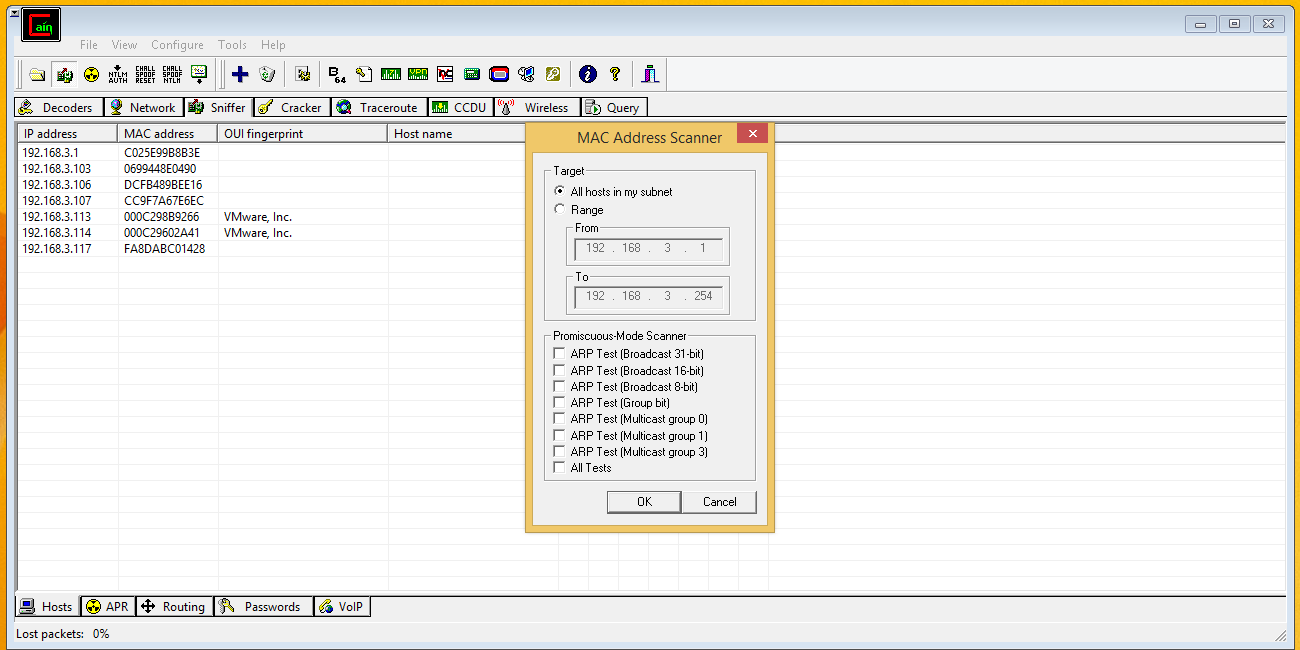 Cain
File View Configure Tools Help
NTLM AUTH CHALL SPOOF RESET CHALL SPOOF NTLM B64
Decoders Network Sniffer Cracker Traceroute CCDU Wireless Query
IP address MAC address OUI fingerprint Host name
192.168.3.1 C025E99B8B3E
192.168.3.103 0699448E0490
192.168.3.106 DCFB489BEE16
192.168.3.107 CC9F7A67E6EC
192.168.3.113 000C298B9266 VMware, Inc.
192.168.3.114 000C29602A41 VMware, Inc.
192.168.3.117 FA8DABC01428
MAC Address Scanner
Target
All hosts in my subnet
Range
From
192 . 168 . 3 . 1
To
192 . 168 . 3 . 254
Promiscuous-Mode Scanner
ARP Test (Broadcast 31-bit)
ARP Test (Broadcast 16-bit)
ARP Test (Broadcast 8-bit)
ARP Test (Group bit)
ARP Test (Multicast group 0)
ARP Test (Multicast group 1)
ARP Test (Multicast group 3)
All Tests
OK Cancel
Hosts APR Routing Passwords VoIP
Lost packets: 0%